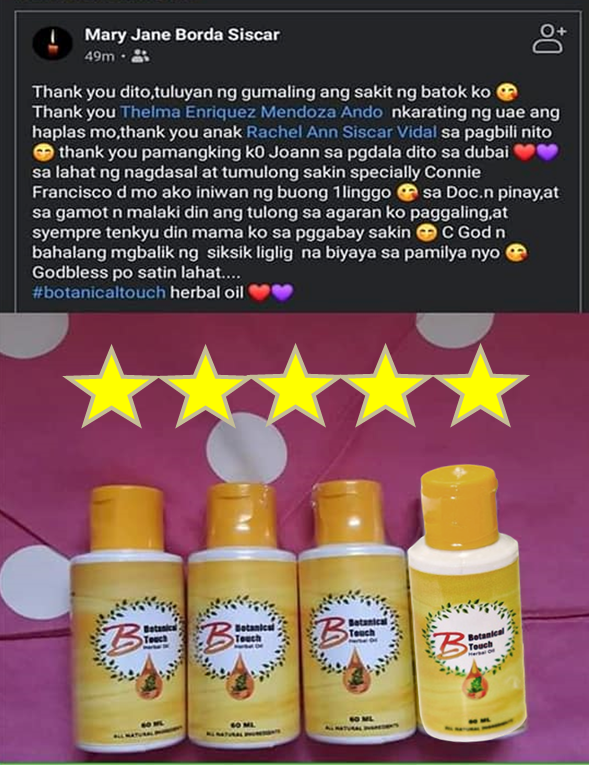 Mary Jane Borda Siscar
49m
Thank you dito,tuluyan ng gumaling ang sakit ng batok ko 😋
Thank you Thelma Enriquez Mendoza Ando nkarating ng uae ang
haplas mo,thank you anak Rachel Ann Siscar Vidal sa pagbili nito
😊 thank you pamangking k0 Joann sa pgdala dito sa dubai ❤️💜
sa lahat ng nagdasal at tumulong sakin specially Connie
Francisco d mo ako iniwan ng buong 1linggo 😘 sa Doc.n pinay,at
sa gamot n malaki din ang tulong sa agaran ko paggaling,at
syempre tenkyu din mama ko sa pggabay sakin 😊 C God n
bahalang mgbalik ng siksik liglig na biyaya sa pamilya nyo 😘
Godbless po satin lahat....
#botanicaltouch herbal oil ❤️💜
B Botanical
Touch
Herbal Oil
60 ML
ALL NATURAL INGREDIENTS
B Botanical
Touch
Herbal Oil
60 ML
ALL NATURAL INGREDIENTS
B Botanical
Touch
Herbal Oil
60 ML
ALL NATURAL INGREDIENTS
B Botanical
Touch
Herbal Oil
60 ML
ALL NATURAL INGREDIENTS